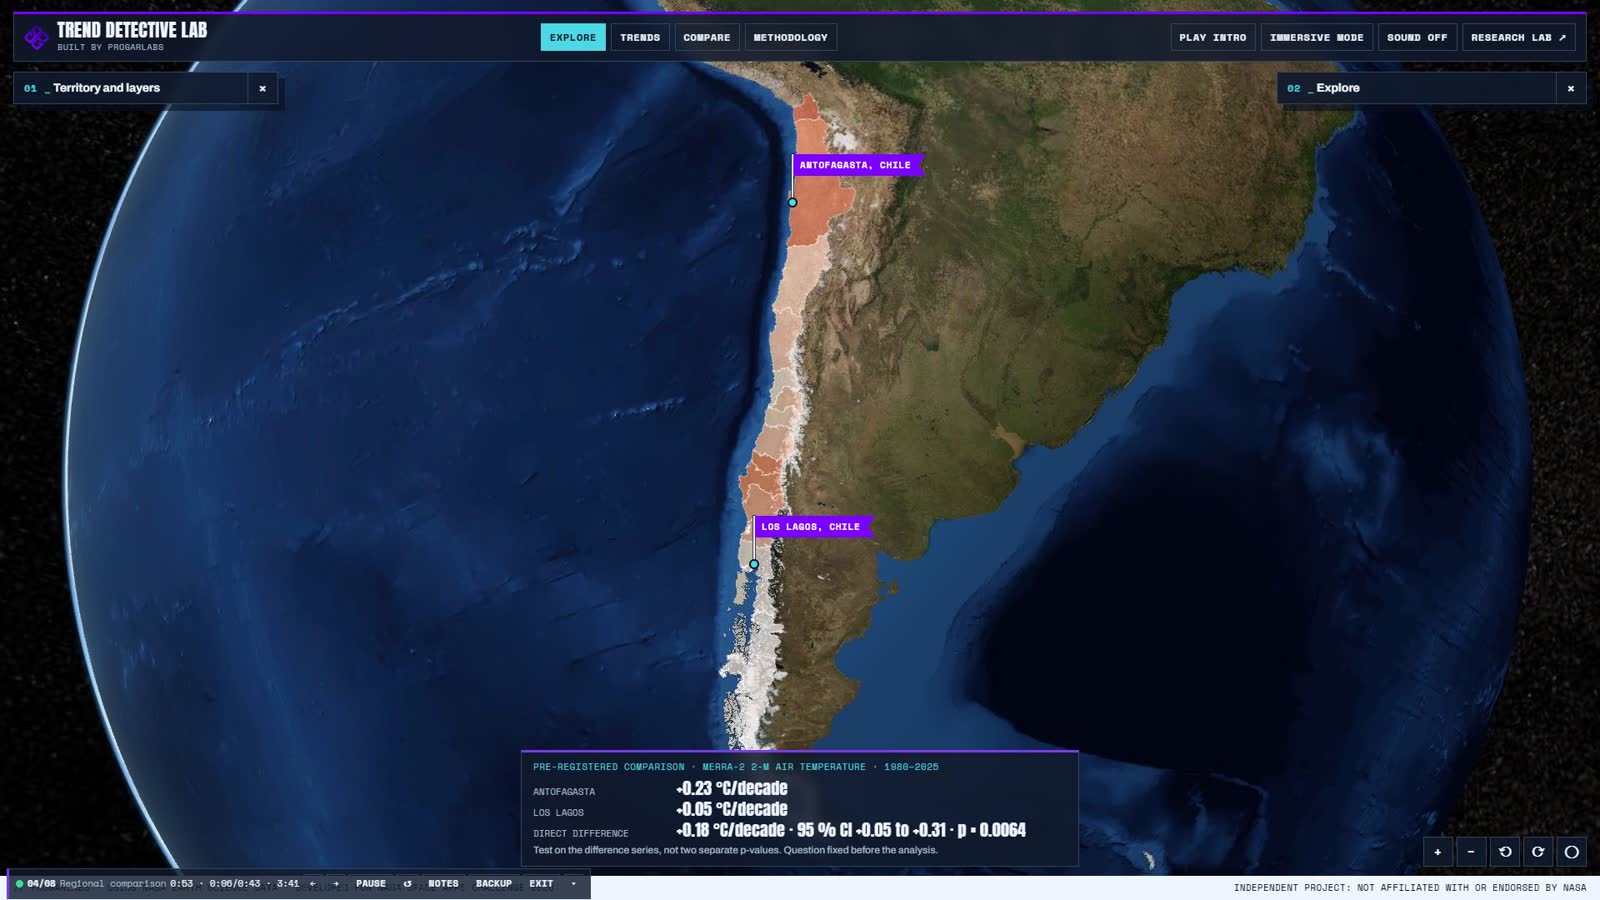 TREND DETECTIVE LAB
BUILT BY PROGARLABS
EXPLORE TRENDS COMPARE METHODOLOGY
PLAY INTRO IMMERSIVE MODE SOUND OFF RESEARCH LAB ↗
01 _ Territory and layers ×
02 _ Explore ×
ANTOFAGASTA, CHILE
LOS LAGOS, CHILE
PRE-REGISTERED COMPARISON · MERRA-2 2-M AIR TEMPERATURE · 1980–2025
ANTOFAGASTA +0.23 °C/decade
LOS LAGOS +0.05 °C/decade
DIRECT DIFFERENCE +0.18 °C/decade · 95 % CI +0.05 to +0.31 · p = 0.0064
Test on the difference series, not two separate p-values. Question fixed before the analysis.
+ −
04/08 Regional comparison 0:53 · 0:06/0:43 · 3:41 ← → PAUSE ↺ NOTES BACKUP EXIT
INDEPENDENT PROJECT: NOT AFFILIATED WITH OR ENDORSED BY NASA